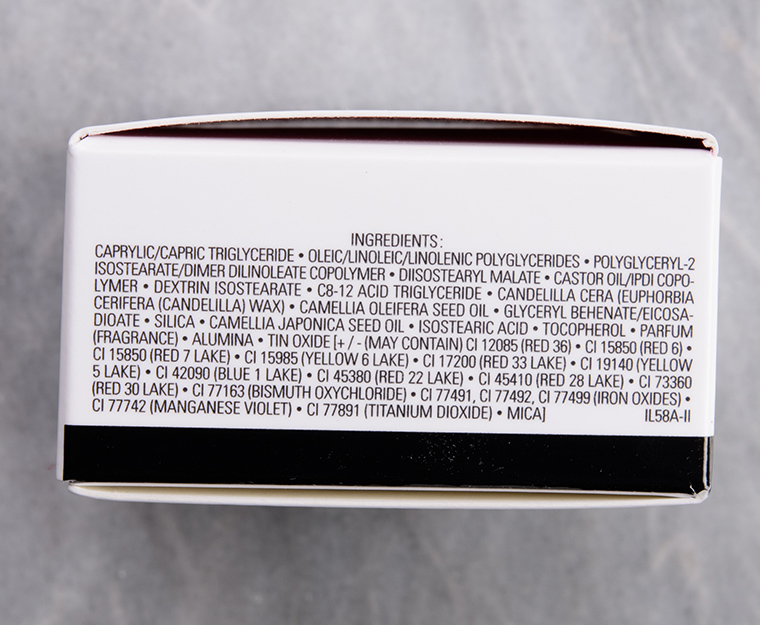 INGREDIENTS:
CAPRYLIC/CAPRIC TRIGLYCERIDE • OLEIC/LINOLEIC/LINOLENIC POLYGLYCERIDES • POLYGLYCERYL-2
ISOSTEARATE/DIMER DILINOLEATE COPOLYMER • DIISOSTEARYL MALATE • CASTOR OIL/IPDI COPO-
LYMER • DEXTRIN ISOSTEARATE • C8-12 ACID TRIGLYCERIDE • CANDELILLA CERA (EUPHORBIA
CERIFERA (CANDELILLA) WAX) • CAMELLIA OLEIFERA SEED OIL • GLYCERYL BEHENATE/EICOSA-
DIOATE • SILICA • CAMELLIA JAPONICA SEED OIL • ISOSTEARIC ACID • TOCOPHEROL • PARFUM
(FRAGRANCE) • ALUMINA • TIN OXIDE [+ / - (MAY CONTAIN) CI 12085 (RED 36) • CI 15850 (RED 6) •
CI 15850 (RED 7 LAKE) • CI 15985 (YELLOW 6 LAKE) • CI 17200 (RED 33 LAKE) • CI 19140 (YELLOW
5 LAKE) • CI 42090 (BLUE 1 LAKE) • CI 45380 (RED 22 LAKE) • CI 45410 (RED 28 LAKE) • CI 73360
(RED 30 LAKE) • CI 77163 (BISMUTH OXYCHLORIDE) • CI 77491, CI 77492, CI 77499 (IRON OXIDES) •
CI 77742 (MANGANESE VIOLET) • CI 77891 (TITANIUM DIOXIDE) • MICA] IL58A-II